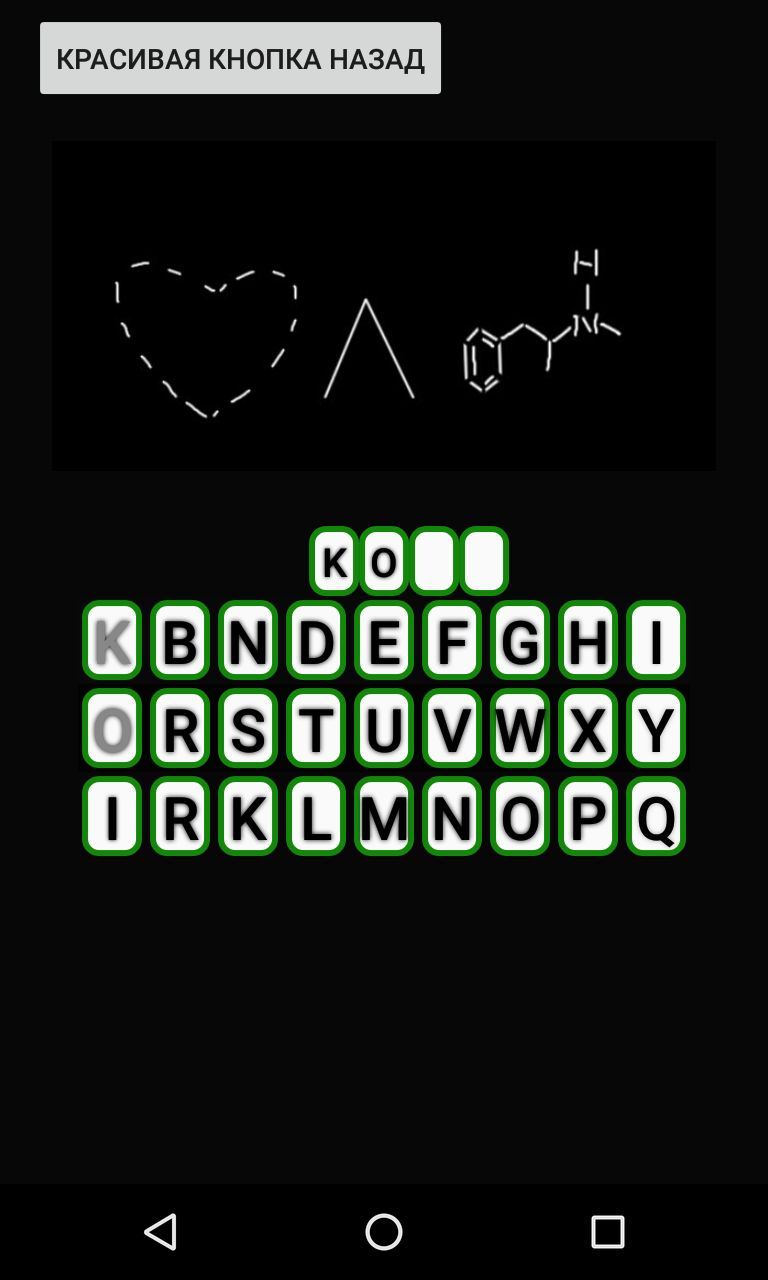 КРАСИВАЯ КНОПКА НАЗАД
H
N
K O
K B N D E F G H I
O R S T U V W X Y
I R K L M N O P Q